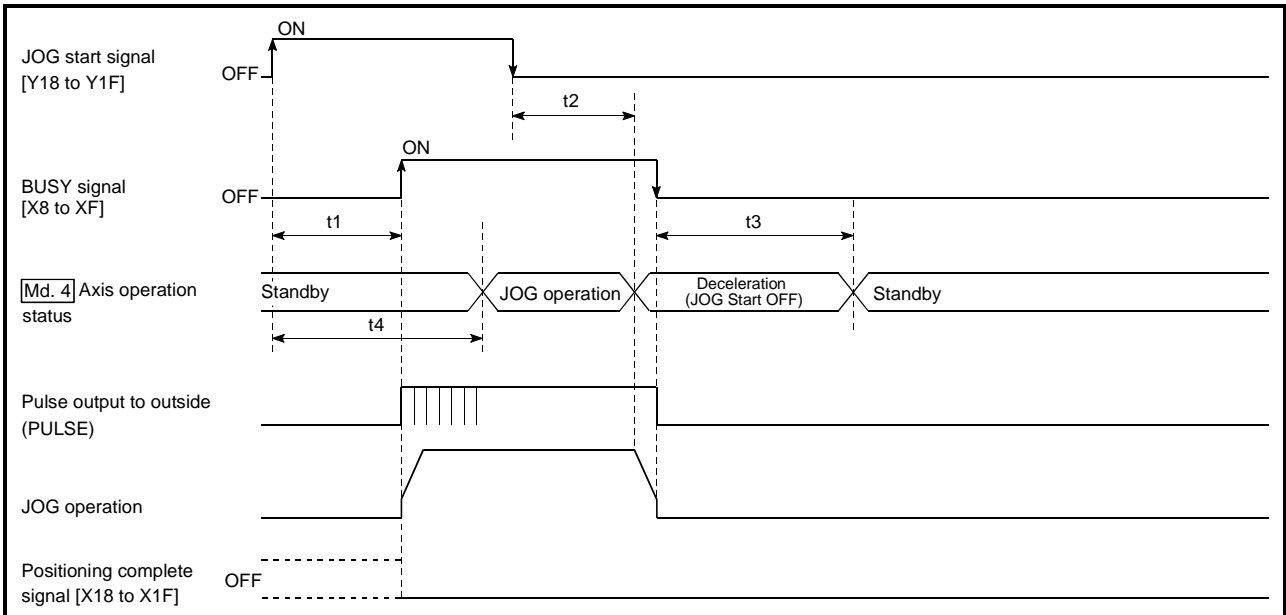 ON
JOG start signal
[Y18 to Y1F]
OFF
t2
ON
BUSY signal
[X8 to XF]
OFF
t1
t3
Md. 4 Axis operation
status
Standby
JOG operation
Deceleration
(JOG Start OFF)
Standby
t4
Pulse output to outside
(PULSE)
JOG operation
Positioning complete
signal [X18 to X1F]
OFF